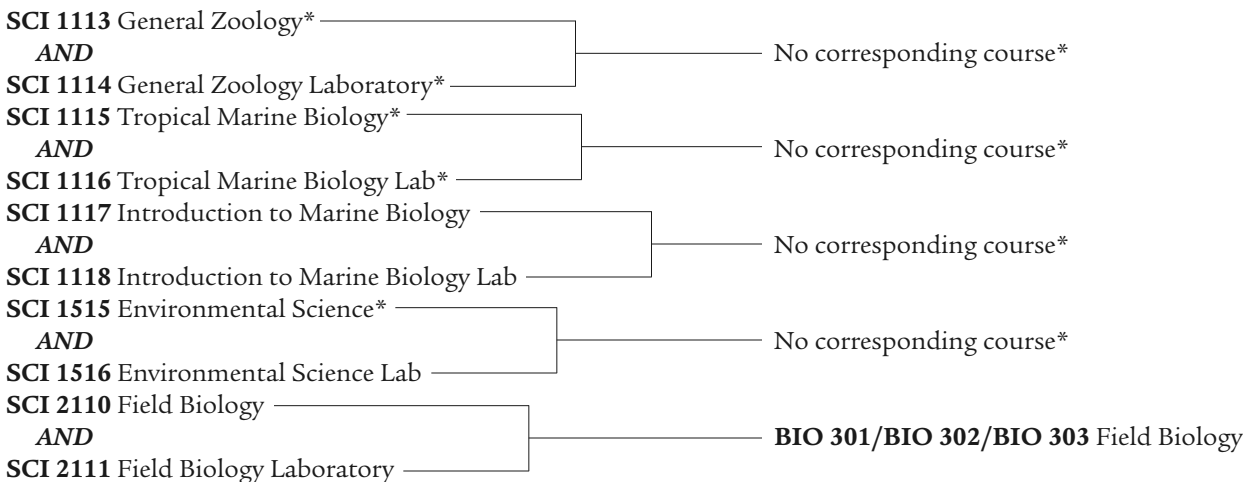 SCI 1113 General Zoology*
AND No corresponding course*
SCI 1114 General Zoology Laboratory*
SCI 1115 Tropical Marine Biology*
AND No corresponding course*
SCI 1116 Tropical Marine Biology Lab*
SCI 1117 Introduction to Marine Biology
AND No corresponding course*
SCI 1118 Introduction to Marine Biology Lab
SCI 1515 Environmental Science*
AND No corresponding course*
SCI 1516 Environmental Science Lab
SCI 2110 Field Biology
AND BIO 301/BIO 302/BIO 303 Field Biology
SCI 2111 Field Biology Laboratory